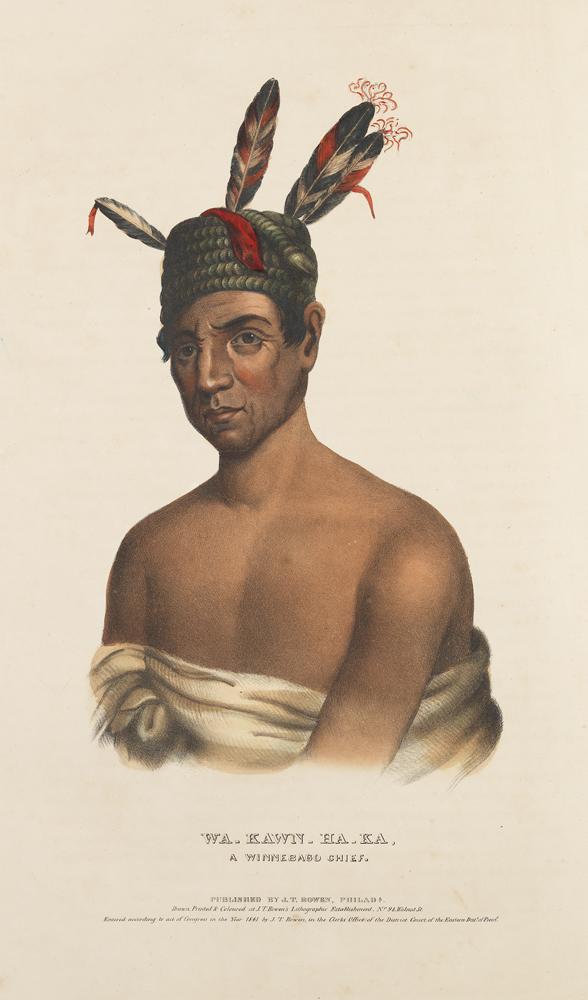 WA-KAWN-HA-KA,
A WINNEBAGO CHIEF.
PUBLISHED BY J.T. BOWEN, PHILADA.
Drawn Printed & Coloured at J.T. Bowen's Lithographic Establishment, No. 94, Walnut St.
Entered according to act of Congress in the Year 1841 by J.T. Bowen, in the Clerks Office of the District Court of the Eastern Dist. of Penna.